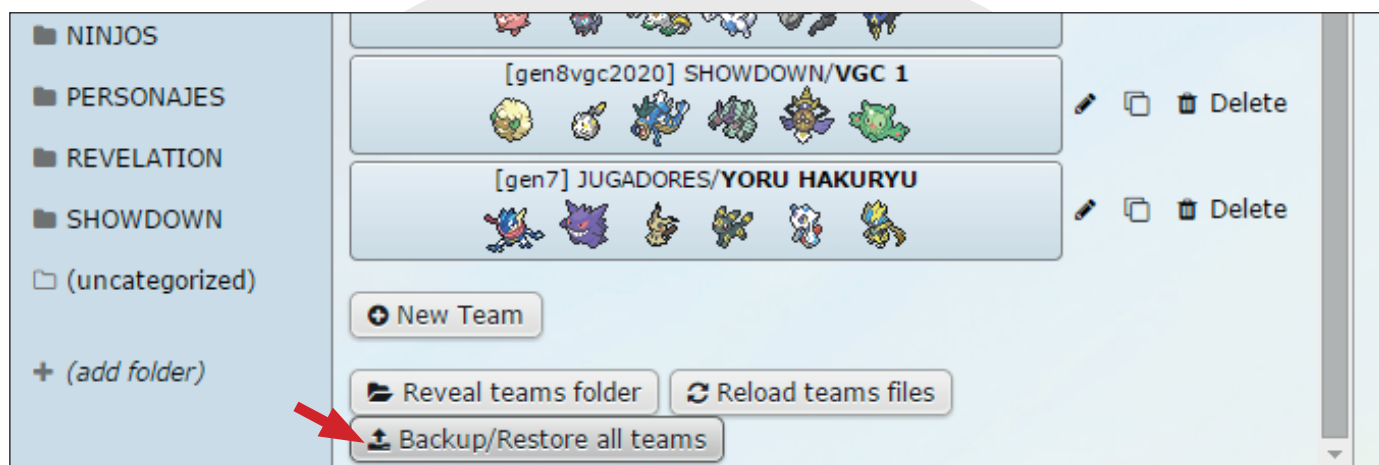 NINJOS
PERSONAJES
REVELATION
SHOWDOWN
(uncategorized)
+ (add folder)
[gen8vgc2020] SHOWDOWN/VGC 1
Delete
[gen7] JUGADORES/YORU HAKURYU
Delete
New Team
Reveal teams folder
Reload teams files
Backup/Restore all teams